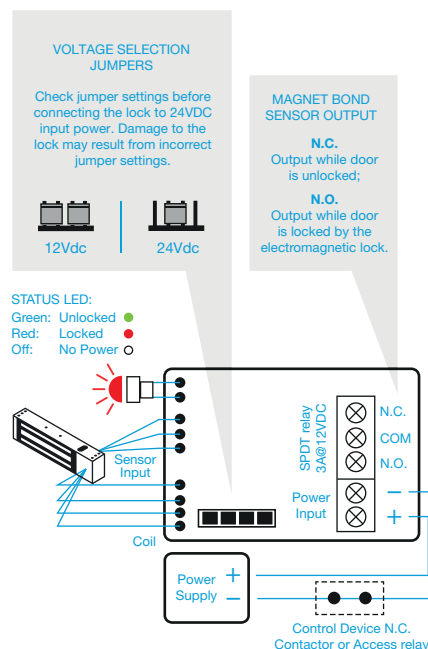 VOLTAGE SELECTION
JUMPERS
Check jumper settings before
connecting the lock to 24VDC
input power. Damage to the
lock may result from incorrect
jumper settings.
12Vdc
24Vdc
MAGNET BOND
SENSOR OUTPUT
N.C.
Output while door
is unlocked;
N.O.
Output while door
is locked by the
electromagnetic lock.
STATUS LED:
Green: Unlocked
Red: Locked
Off: No Power
Sensor
Input
Coil
SPDT relay
3A@12VDC
N.C.
COM
N.O.
Power
Input
−
+
Power
Supply
+
−
Control Device N.C.
Contactor or Access relay